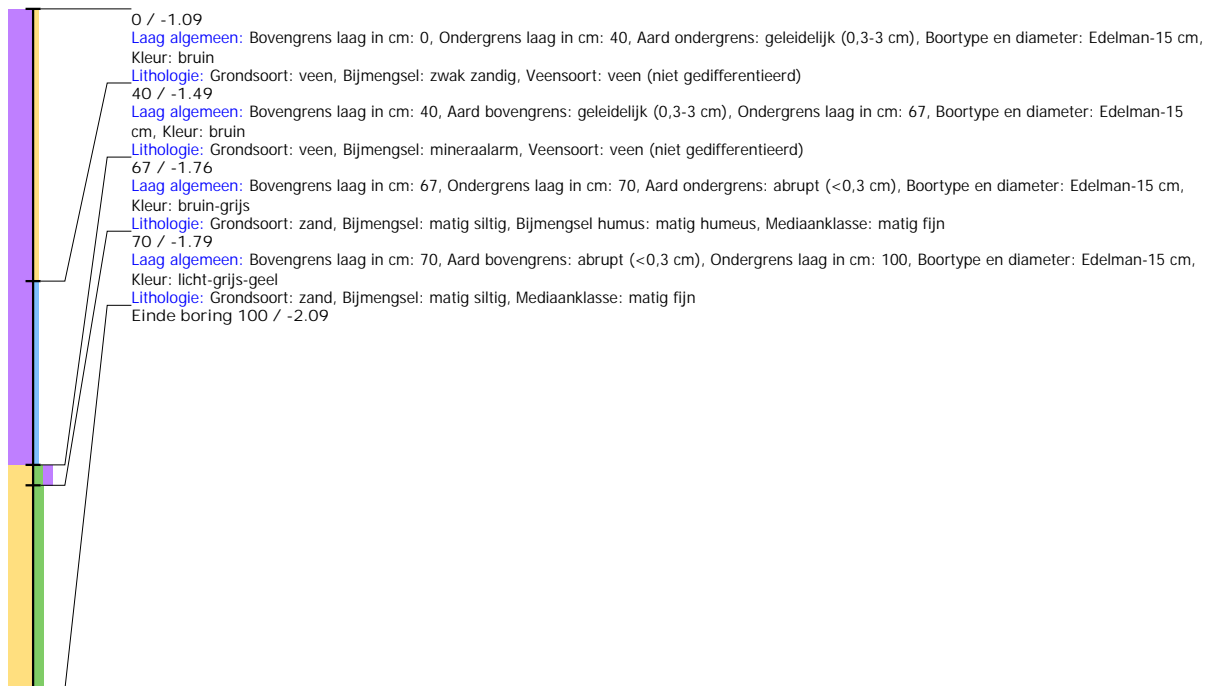 0 / -1.09
Laag algemeen: Bovengrens laag in cm: 0, Ondergrens laag in cm: 40, Aard ondergrens: geleidelijk (0,3-3 cm), Boortype en diameter: Edelman-15 cm,
Kleur: bruin
Lithologie: Grondsoort: veen, Bijmengsel: zwak zandig, Veensoort: veen (niet gedifferentieerd)
40 / -1.49
Laag algemeen: Bovengrens laag in cm: 40, Aard bovengrens: geleidelijk (0,3-3 cm), Ondergrens laag in cm: 67, Boortype en diameter: Edelman-15
cm, Kleur: bruin
Lithologie: Grondsoort: veen, Bijmengsel: mineraalarm, Veensoort: veen (niet gedifferentieerd)
67 / -1.76
Laag algemeen: Bovengrens laag in cm: 67, Ondergrens laag in cm: 70, Aard ondergrens: abrupt (<0,3 cm), Boortype en diameter: Edelman-15 cm,
Kleur: bruin-grijs
Lithologie: Grondsoort: zand, Bijmengsel: matig siltig, Bijmengsel humus: matig humeus, Mediaanklasse: matig fijn
70 / -1.79
Laag algemeen: Bovengrens laag in cm: 70, Aard bovengrens: abrupt (<0,3 cm), Ondergrens laag in cm: 100, Boortype en diameter: Edelman-15 cm,
Kleur: licht-grijs-geel
Lithologie: Grondsoort: zand, Bijmengsel: matig siltig, Mediaanklasse: matig fijn
Einde boring 100 / -2.09